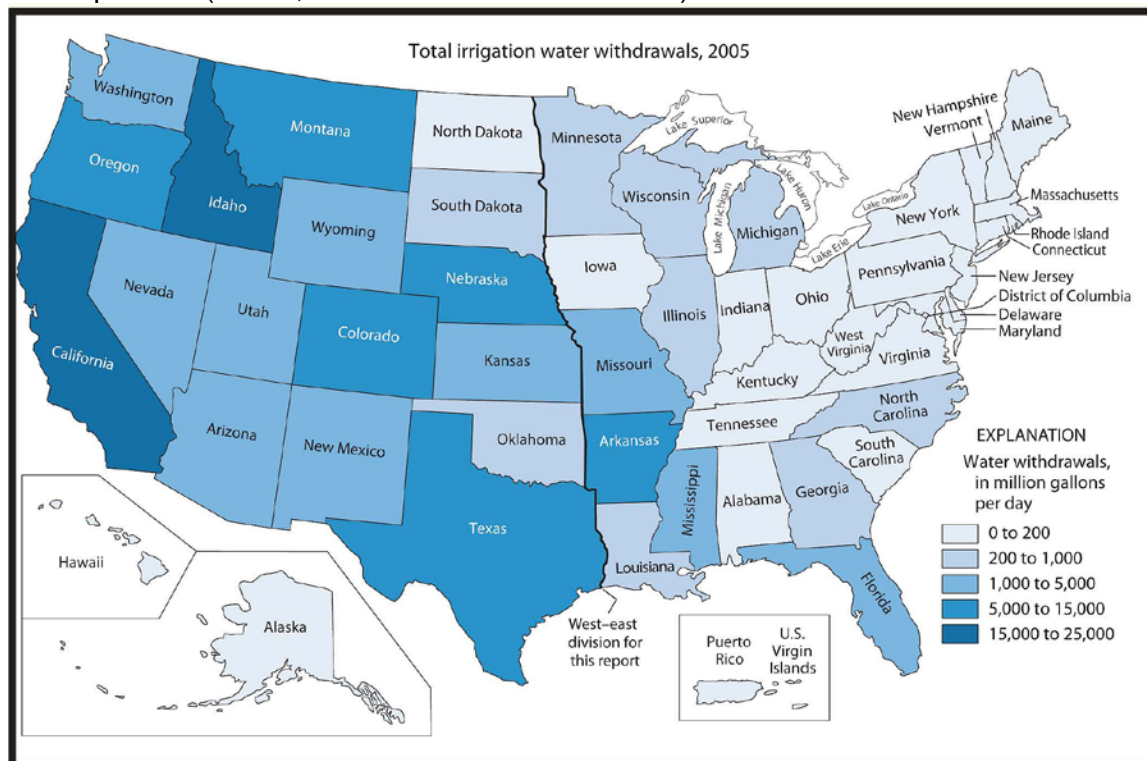 Total irrigation water withdrawals, 2005
Washington
Oregon
California
Idaho
Nevada
Montana
Wyoming
Utah
Arizona
Colorado
New Mexico
North Dakota
South Dakota
Nebraska
Kansas
Oklahoma
Texas
Minnesota
Iowa
Missouri
Arkansas
Louisiana
Wisconsin
Illinois
Mississippi
Michigan
Indiana
Ohio
Kentucky
Tennessee
Alabama
Georgia
Florida
South
Carolina
North
Carolina
Virginia
West
Virginia
Pennsylvania
New York
Maine
New Hampshire
Vermont
Massachusetts
Rhode Island
Connecticut
New Jersey
District of Columbia
Delaware
Maryland
Lake Superior
Lake Michigan
Lake Huron
Lake Erie
Lake Ontario
Hawaii
Alaska
West–east
division for
this report
Puerto
Rico
U.S.
Virgin
Islands
EXPLANATION
Water withdrawals,
in million gallons
per day
0 to 200
200 to 1,000
1,000 to 5,000
5,000 to 15,000
15,000 to 25,000